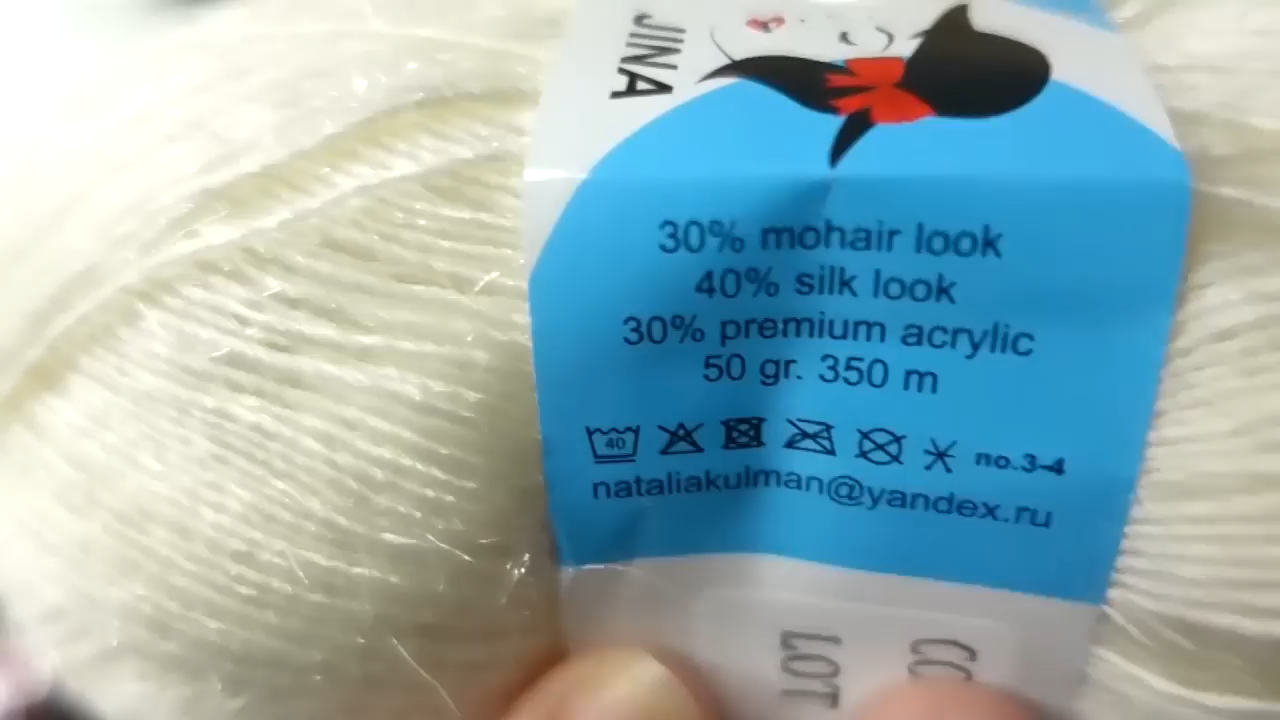 JINA
30% mohair look
40% silk look
30% premium acrylic
50 gr. 350 m
40 no.3-4
nataliakulman@yandex.ru
LOT